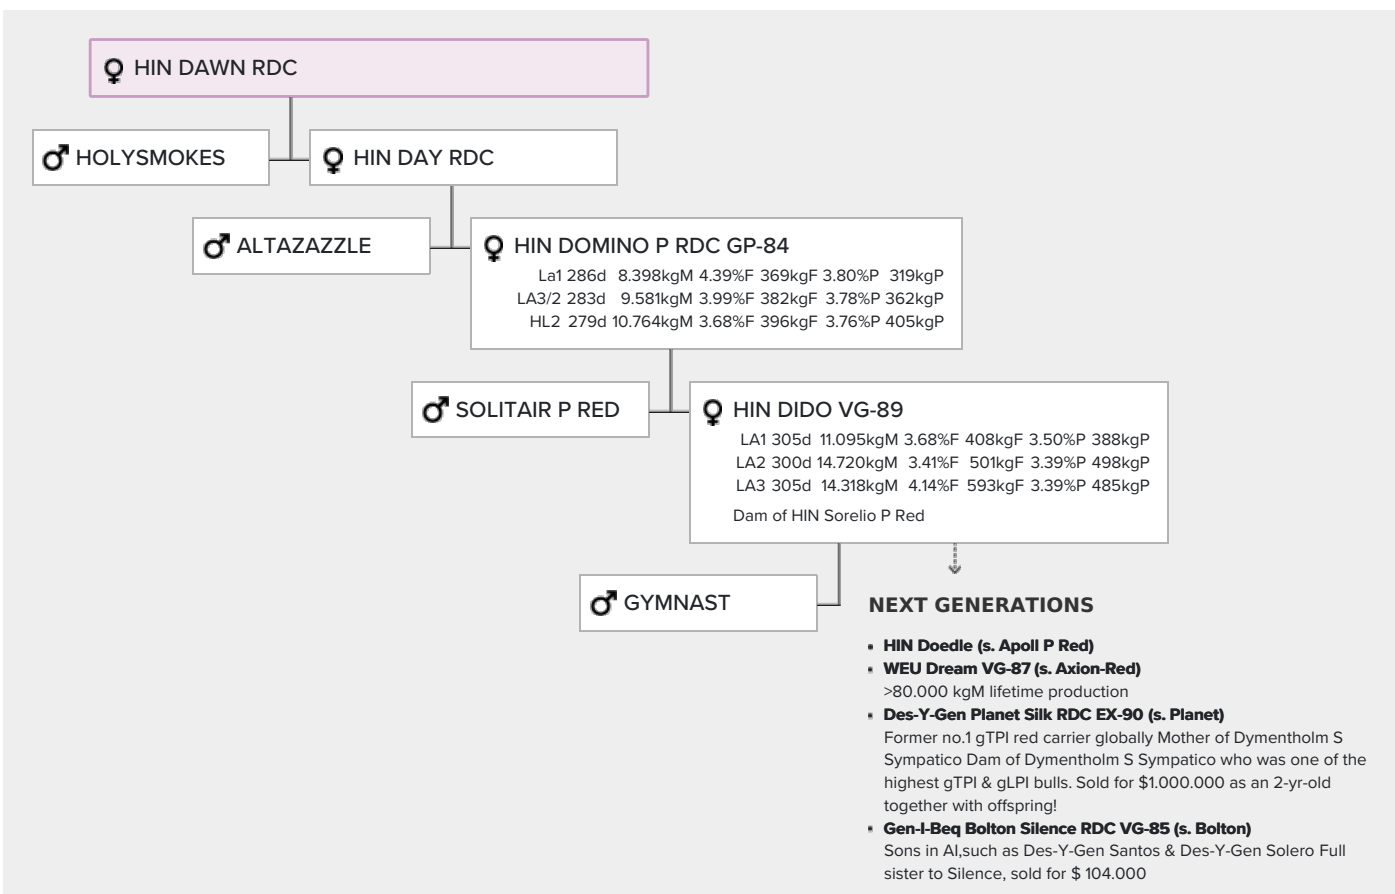 HIN DAWN RDC
HOLYSMOKES
HIN DAY RDC
ALTAZAZZLE
HIN DOMINO P RDC GP-84
La1 286d 8.398kgM 4.39%F 369kgF 3.80%P 319kgP
LA3/2 283d 9.581kgM 3.99%F 382kgF 3.78%P 362kgP
HL2 279d 10.764kgM 3.68%F 396kgF 3.76%P 405kgP
SOLITAIR P RED
HIN DIDO VG-89
LA1 305d 11.095kgM 3.68%F 408kgF 3.50%P 388kgP
LA2 300d 14.720kgM 3.41%F 501kgF 3.39%P 498kgP
LA3 305d 14.318kgM 4.14%F 593kgF 3.39%P 485kgP
Dam of HIN Sorelio P Red
GYMNAST
NEXT GENERATIONS
HIN Doedle (s. Apoll P Red)
WEU Dream VG-87 (s. Axion-Red)
>80.000 kgM lifetime production
Des-Y-Gen Planet Silk RDC EX-90 (s. Planet)
Former no.1 gTPI red carrier globally Mother of Dymentholm S
Sympatico Dam of Dymentholm S Sympatico who was one of the
highest gTPI & gLPI bulls. Sold for $1.000.000 as an 2-yr-old
together with offspring!
Gen-I-Beq Bolton Silence RDC VG-85 (s. Bolton)
Sons in AI,such as Des-Y-Gen Santos & Des-Y-Gen Solero Full
sister to Silence, sold for $ 104.000